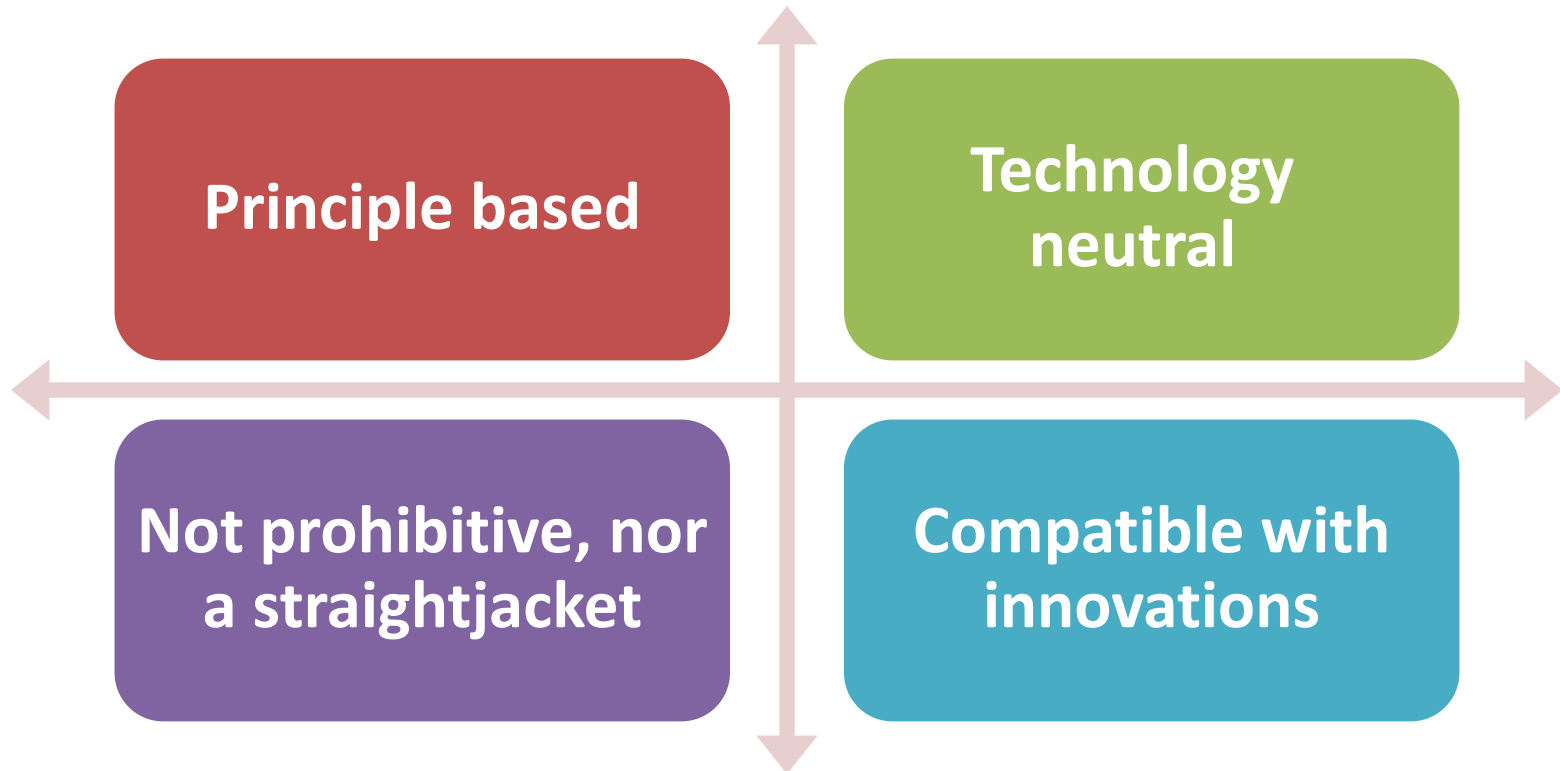 Principle based
Technology
neutral
Not prohibitive, nor
a straightjacket
Compatible with
innovations